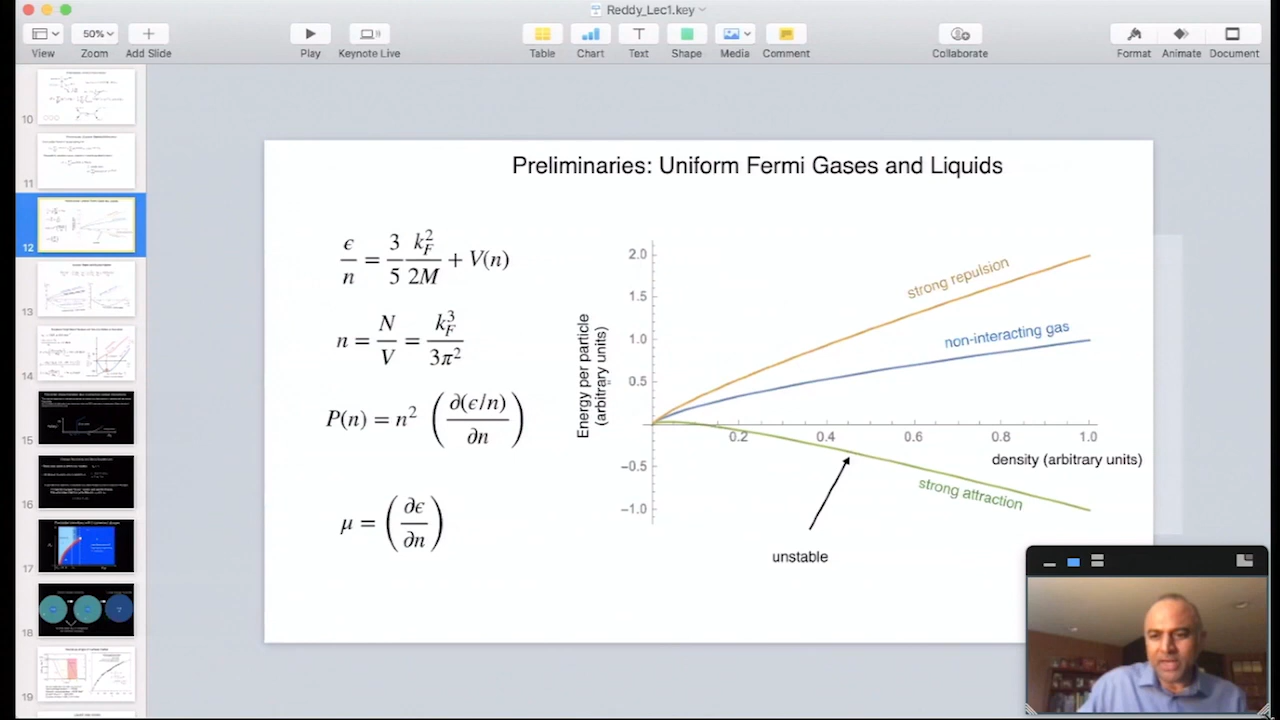 Reddy_Lec1.key
50%
View
Zoom
Add Slide
Play
Keynote Live
Table
Chart
Text
Shape
Media
Comment
Collaborate
Format
Animate
Document
10
11
12
13
14
15
16
17
18
19
Preliminaries: Uniform Fermi Gases and Liquids
ϵ/n = 3/5 k_F^2/2M + V(n)
n = N/V = k_F^3/3π^2
P(n) = n^2 (∂(ϵ/n)/∂n)
μ = (∂ϵ/∂n)
Energy per particle
(arbitrary units)
2.0
1.5
1.0
0.5
−0.5
−1.0
0.2
0.4
0.6
0.8
1.0
density (arbitrary units)
strong repulsion
non-interacting gas
strong attraction
unstable